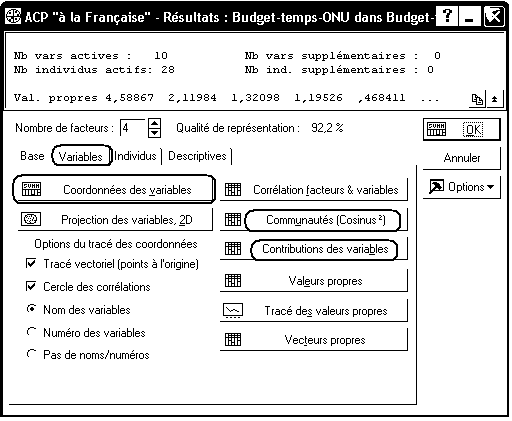 ACP "à la Française" - Résultats : Budget-temps-ONU dans Budget- ?
Nb vars actives : 10 Nb vars supplémentaires : 0
Nb individus actifs: 28 Nb ind. supplémentaires : 0
Val. propres 4,58867 2,11984 1,32098 1,19526 ,468411 ...
Nombre de facteurs : 4 Qualité de représentation : 92,2 %
SUMM OK
Base Variables Individus Descriptives
Annuler
SUMM Coordonnées des variables Corrélation facteurs & variables
Options
Projection des variables, 2D Communautés (Cosinus ²)
Options du tracé des coordonnées
Contributions des variables
Tracé vectoriel (points à l'origine)
Cercle des corrélations
Valeurs propres
Nom des variables
Tracé des valeurs propres
Numéro des variables
Vecteurs propres
Pas de noms/numéros